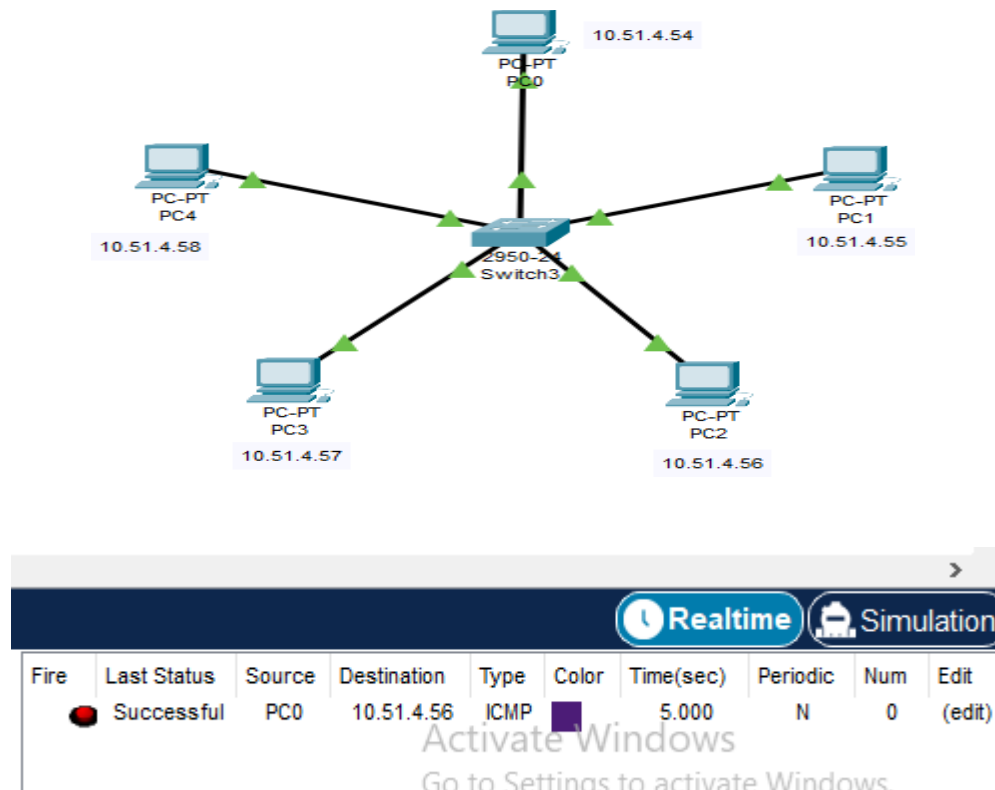 10.51.4.54
PC-PT
PC0
PC-PT
PC4
10.51.4.58
PC-PT
PC1
10.51.4.55
2950-24
Switch3
PC-PT
PC3
10.51.4.57
PC-PT
PC2
10.51.4.56
Realtime Simulation
Fire Last Status Source Destination Type Color Time(sec) Periodic Num Edit
Successful PC0 10.51.4.56 ICMP 5.000 N 0 (edit)
Activate Windows
Go to Settings to activate Windows.